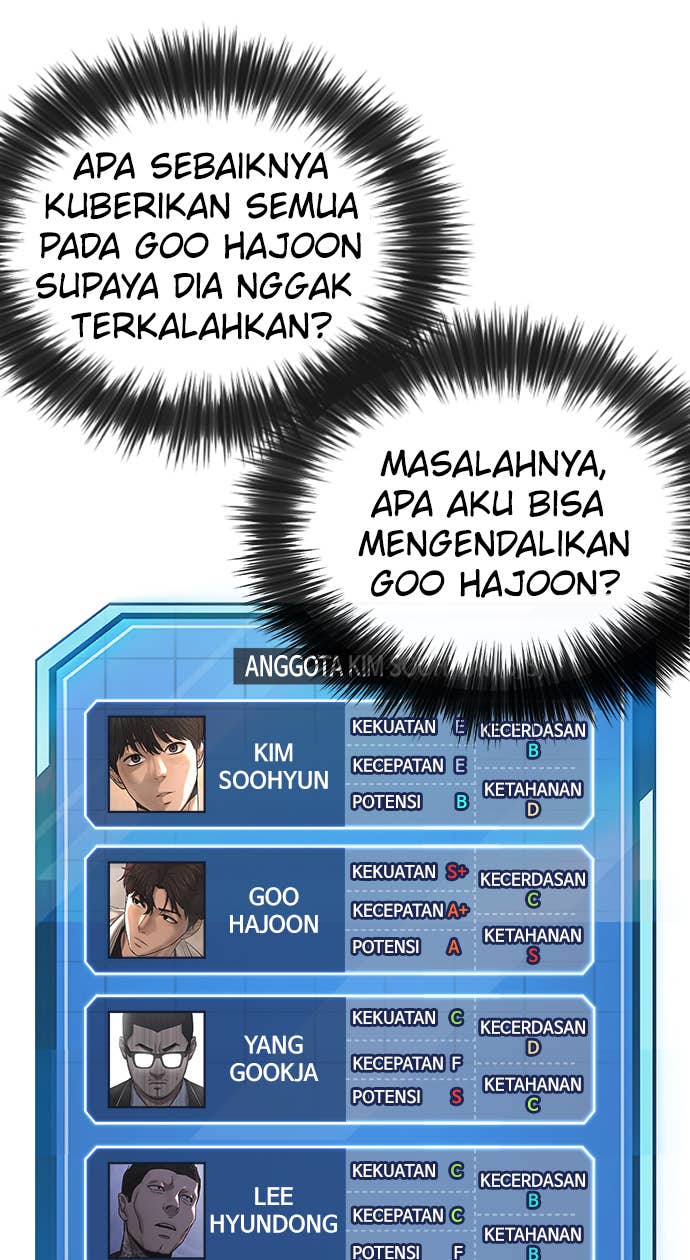 APA SEBAIKNYA
KUBERIKAN SEMUA
PADA GOO HAJOON
SUPAYA DIA NGGAK
TERKALAHKAN?
MASALAHNYA,
APA AKU BISA
MENGENDALIKAN
GOO HAJOON?
ANGGOTA KIM
KIM
SOOHYUN
KEKUATAN E
KECEPATAN E
POTENSI B
KECERDASAN
B
KETAHANAN
D
GOO
HAJOON
KEKUATAN S+
KECEPATAN A+
POTENSI A
KECERDASAN
C
KETAHANAN
S
YANG
GOOKJA
KEKUATAN C
KECEPATAN F
POTENSI S
KECERDASAN
D
KETAHANAN
C
LEE
HYUNDONG
KEKUATAN C
KECEPATAN C
POTENSI F
KECERDASAN
B
KETAHANAN
B